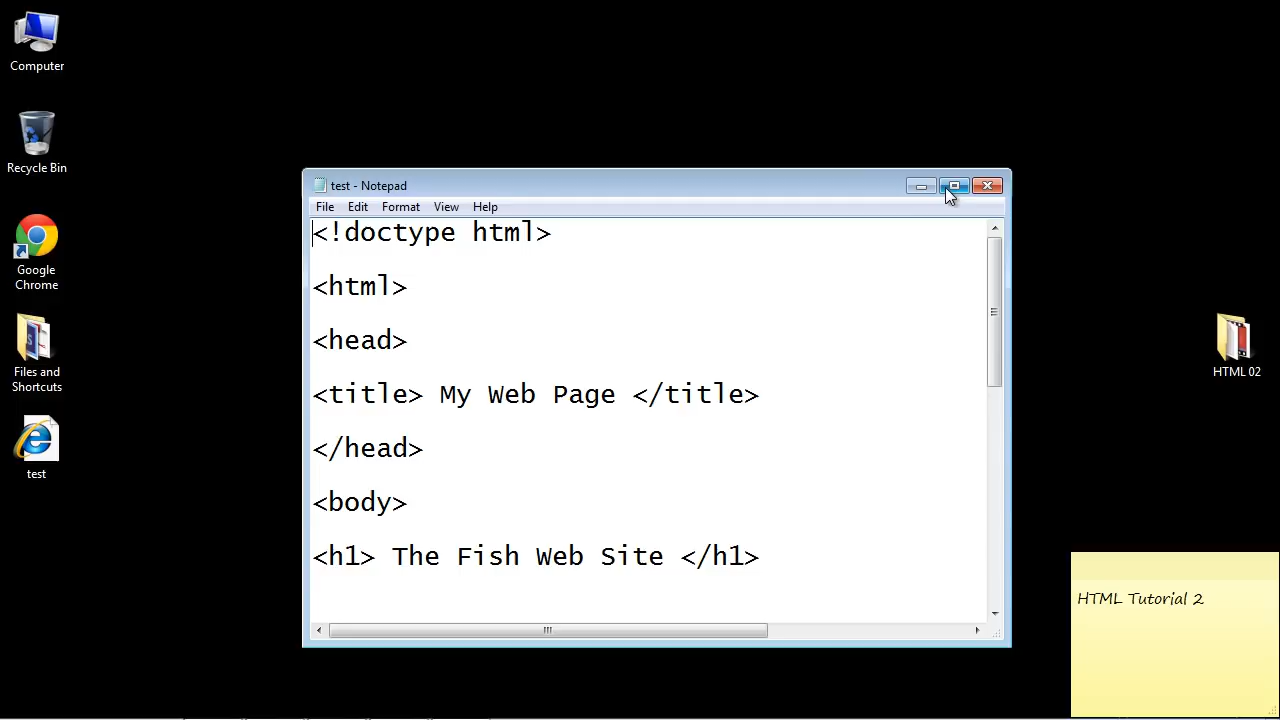 Computer
Recycle Bin
Google
Chrome
Files and
Shortcuts
test
test - Notepad
File Edit Format View Help
<!doctype html>
<html>
<head>
<title> My Web Page </title>
</head>
<body>
<h1> The Fish Web Site </h1>
HTML 02
HTML Tutorial 2